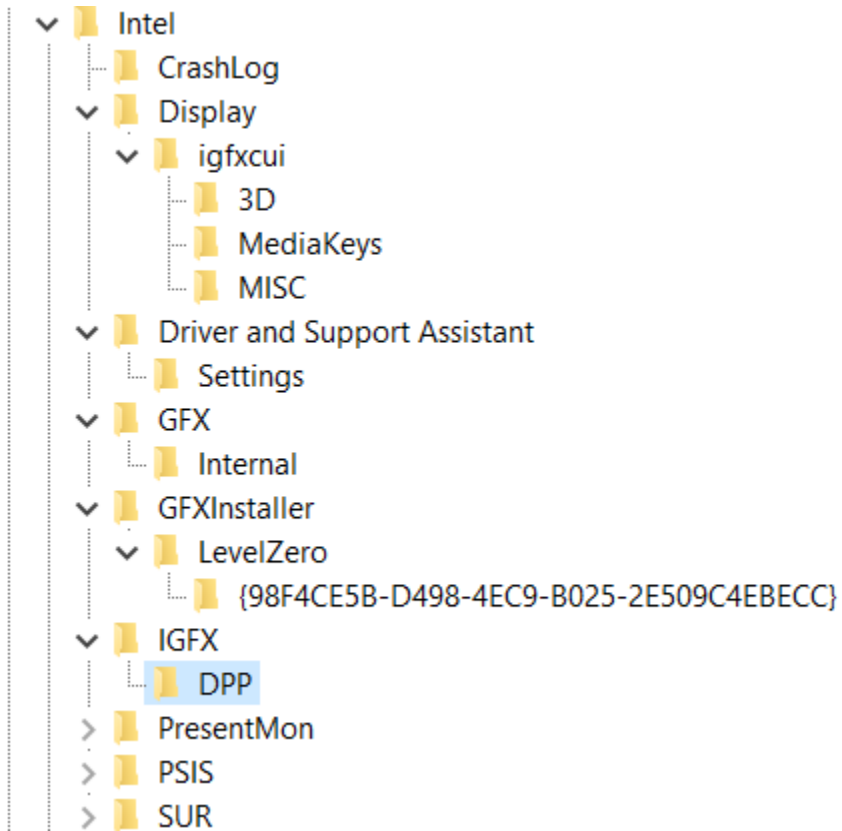 Intel
CrashLog
Display
igfxcui
3D
MediaKeys
MISC
Driver and Support Assistant
Settings
GFX
Internal
GFXInstaller
LevelZero
{98F4CE5B-D498-4EC9-B025-2E509C4EBECC}
IGFX
DPP
PresentMon
PSIS
SUR